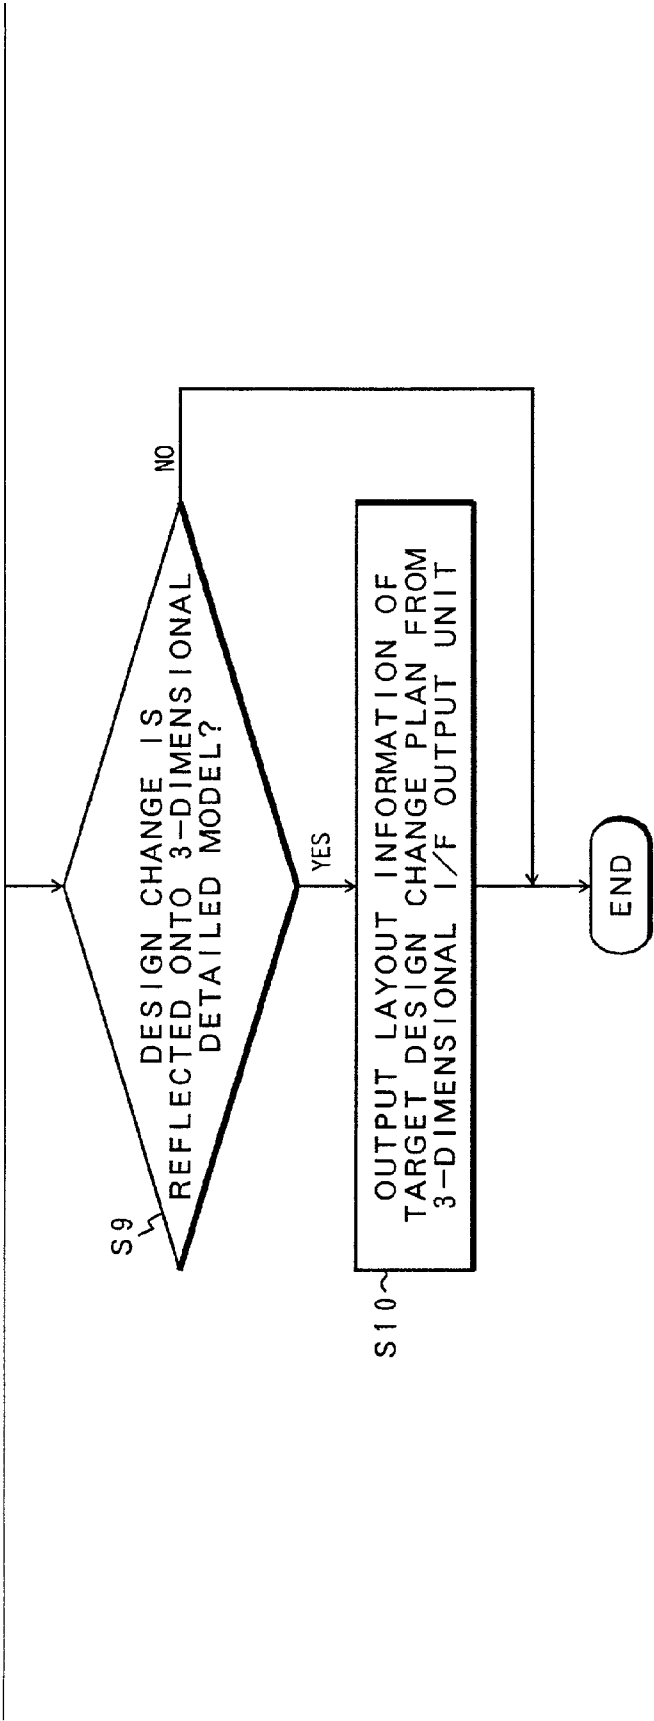 S9
DESIGN CHANGE IS
REFLECTED ONTO 3-DIMENSIONAL
DETAILED MODEL?
NO
YES
S10
OUTPUT LAYOUT INFORMATION OF
TARGET DESIGN CHANGE PLAN FROM
3-DIMENSIONAL I/F OUTPUT UNIT
END